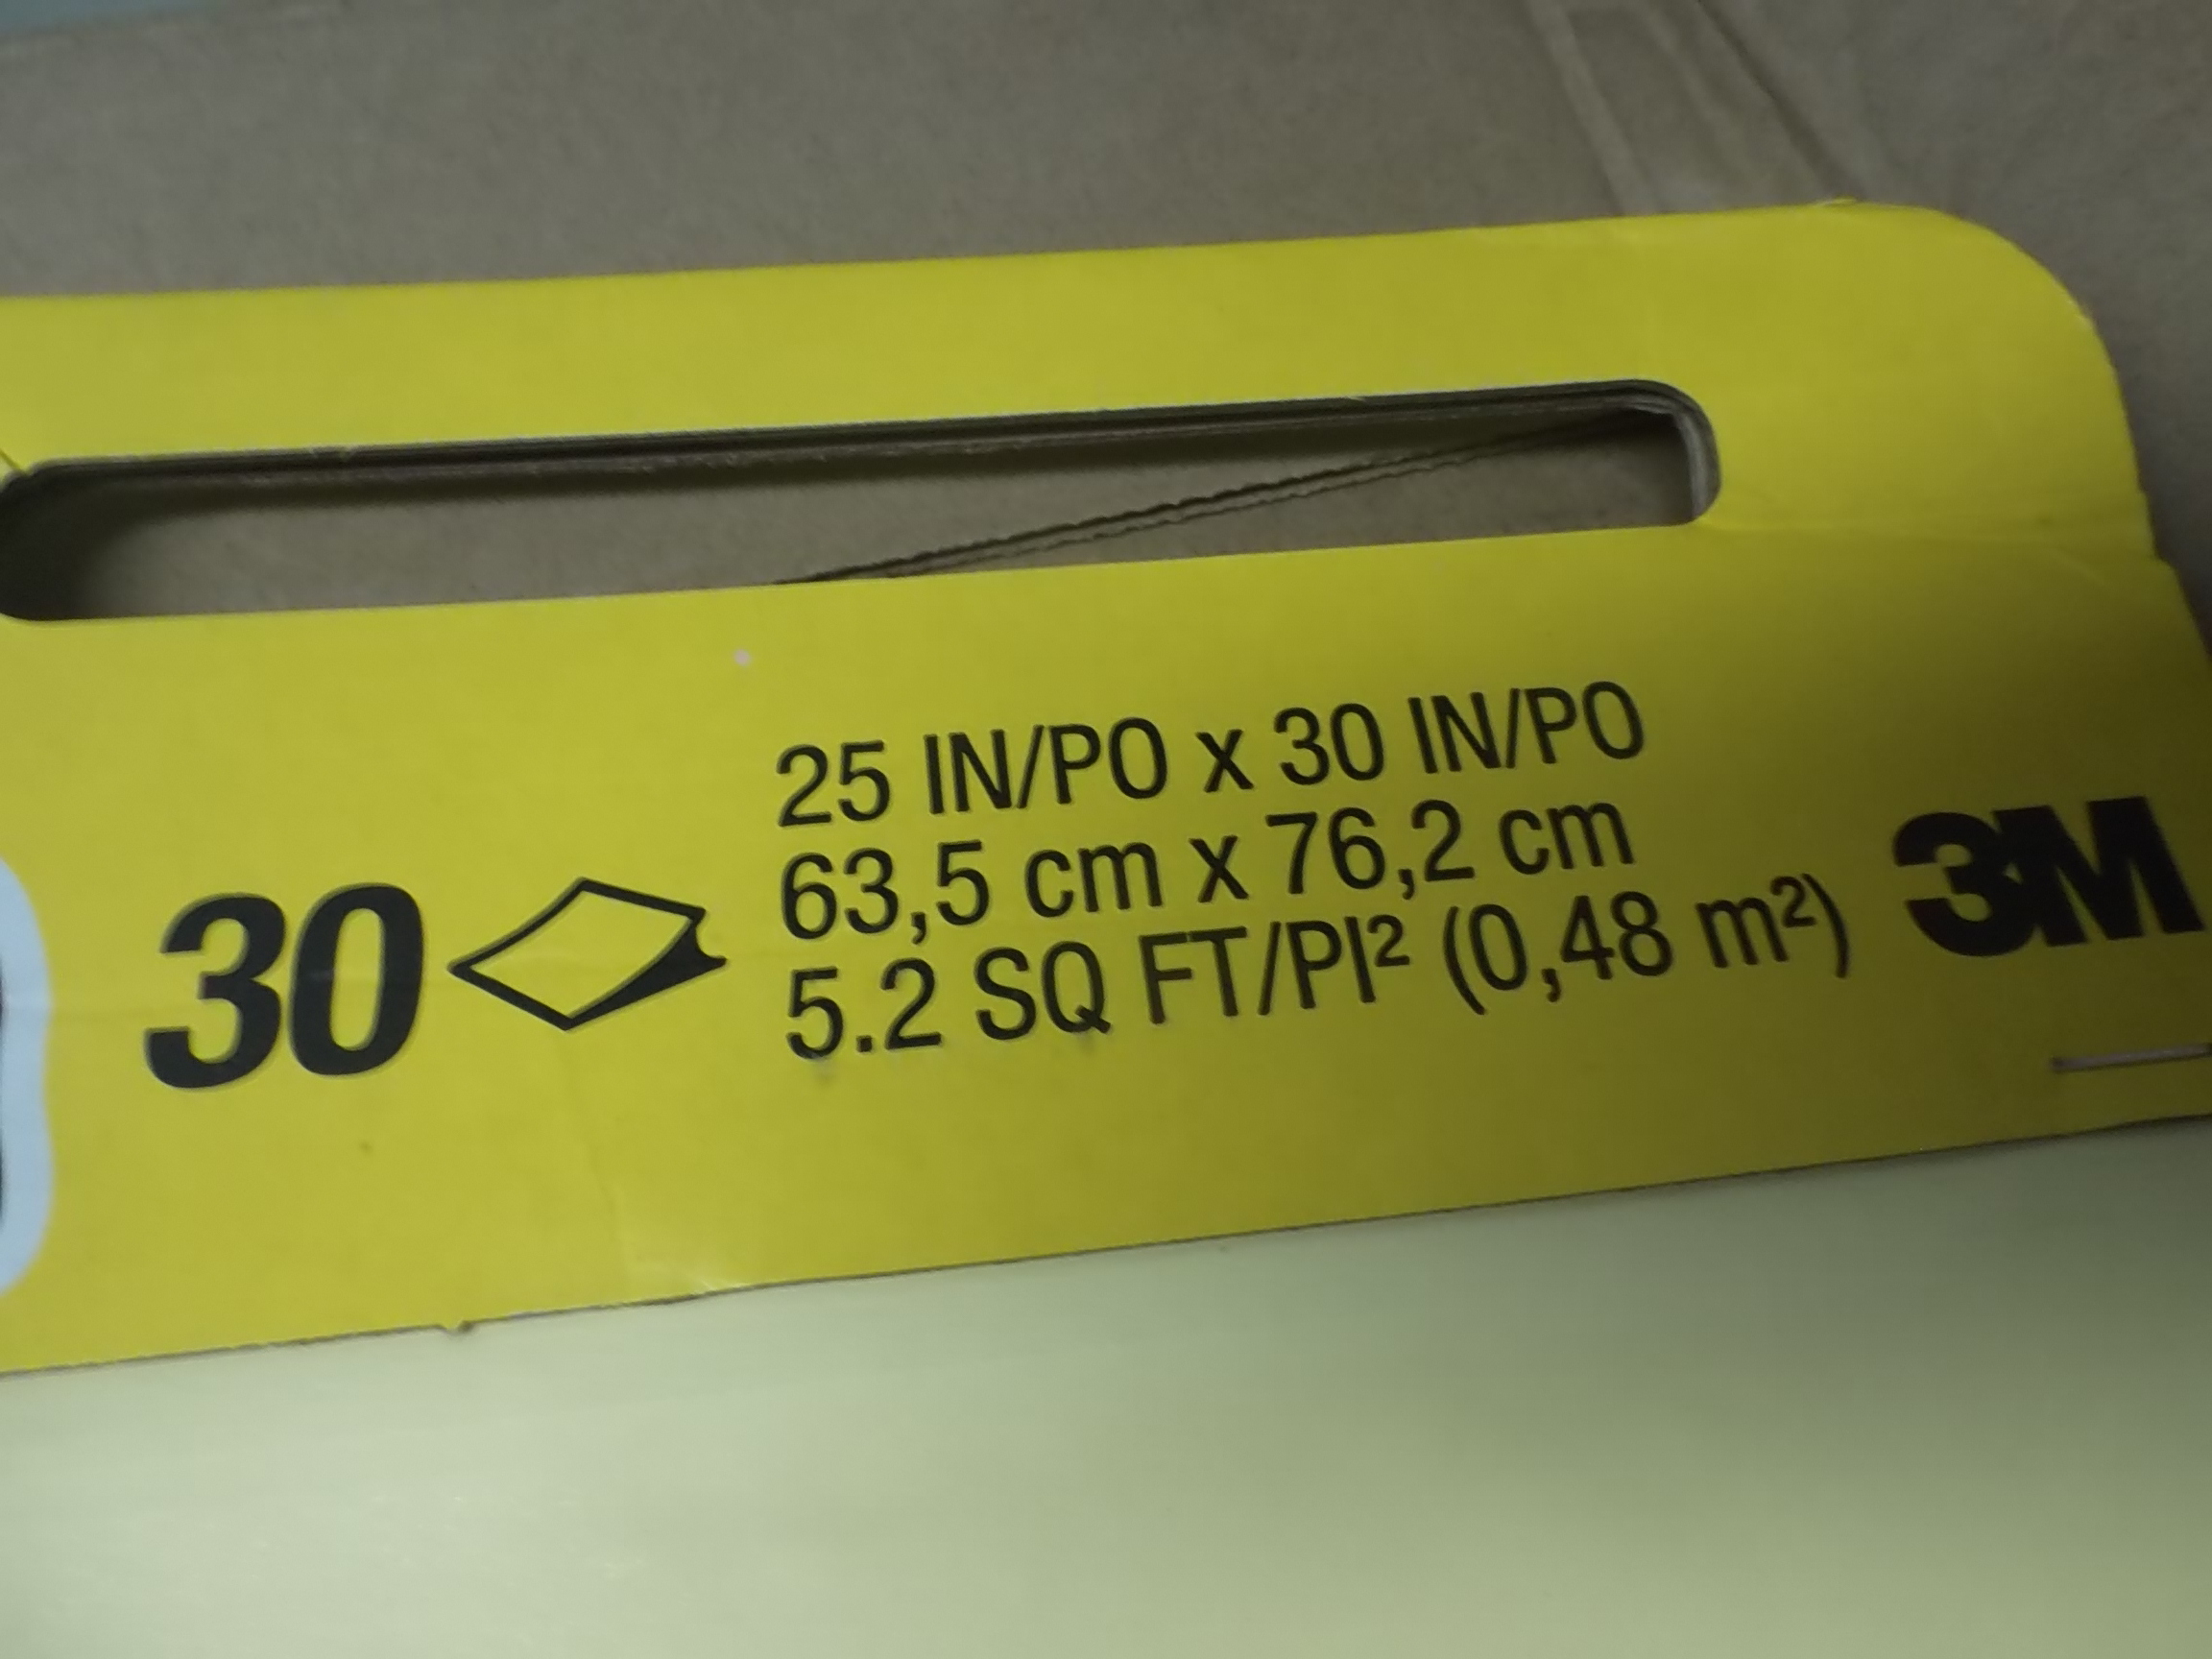 25 IN/PO x 30 IN/PO
63,5 cm x 76,2 cm
30
5.2 SQ FT/PI² (0,48 m²)
3M